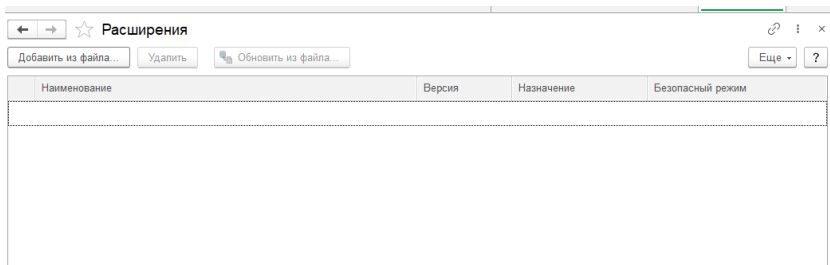 Расширения
Добавить из файла... Удалить Обновить из файла... Еще ?
Наименование Версия Назначение Безопасный режим